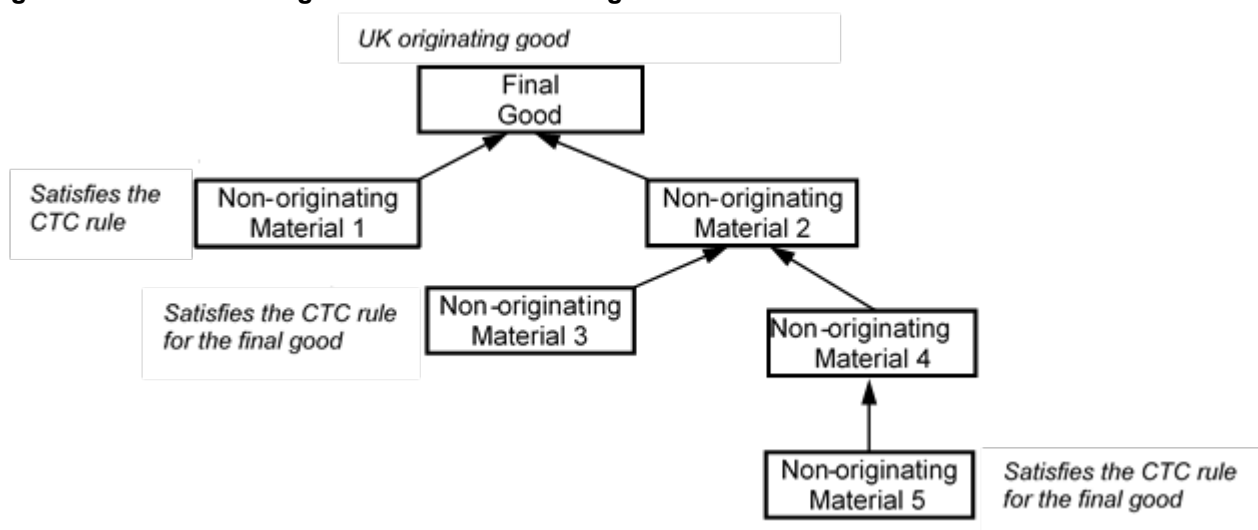 UK originating good
Final
Good
Satisfies the
CTC rule
Non-originating
Material 1
Non-originating
Material 2
Satisfies the CTC rule
for the final good
Non-originating
Material 3
Non-originating
Material 4
Non-originating
Material 5
Satisfies the CTC rule
for the final good